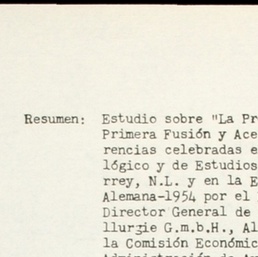 Resumen: Estudio sobre "La Pr
Primera Fusión y Ace
rencias celebradas e
lógico y de Estudios
rrey, N.L. y en la E
Alemana-1954 por el
Director General de
llurgie G.m.b.H., Al
la Comisión Económic